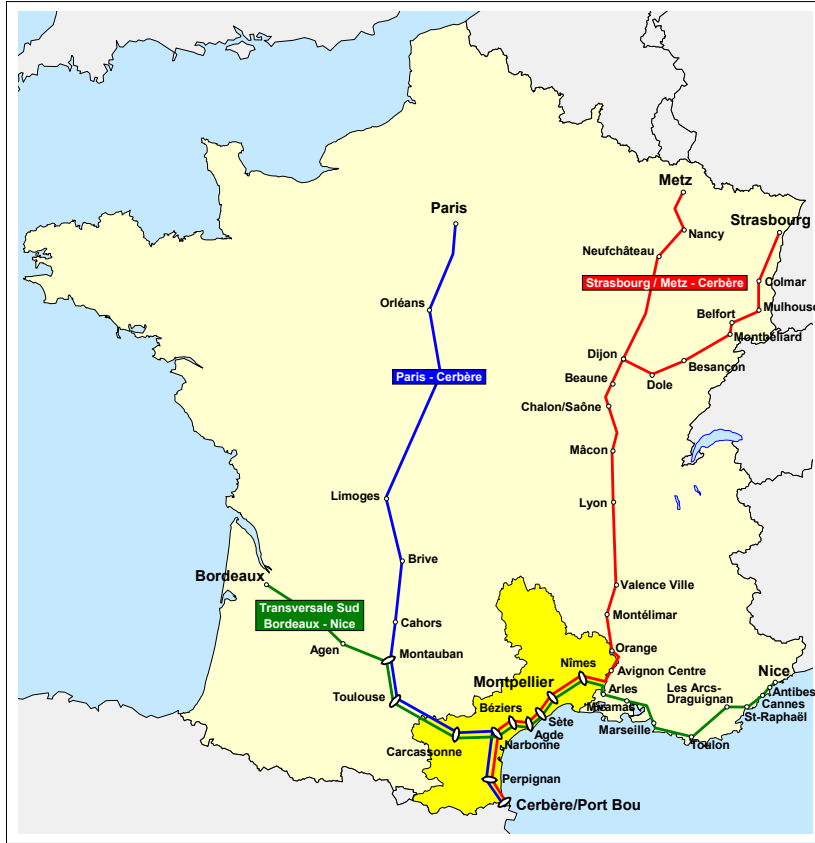 Metz
Paris
Strasbourg
Nancy
Neufchâteau
Strasbourg / Metz - Cerbère
Colmar
Orléans
Mulhouse
Belfort
Montbéliard
Dijon
Besançon
Paris - Cerbère
Beaune
Dole
Chalon/Saône
Mâcon
Limoges
Lyon
Brive
Bordeaux
Valence Ville
Transversale Sud
Bordeaux - Nice
Montélimar
Cahors
Agen
Orange
Montauban
Nîmes
Avignon Centre
Nice
Montpellier
Arles
Les Arcs-
Draguignan
Antibes
Toulouse
Cannes
Miramas
Béziers
St-Raphaël
Sète
Agde
Marseille
Carcassonne
Narbonne
Toulon
Perpignan
Cerbère/Port Bou